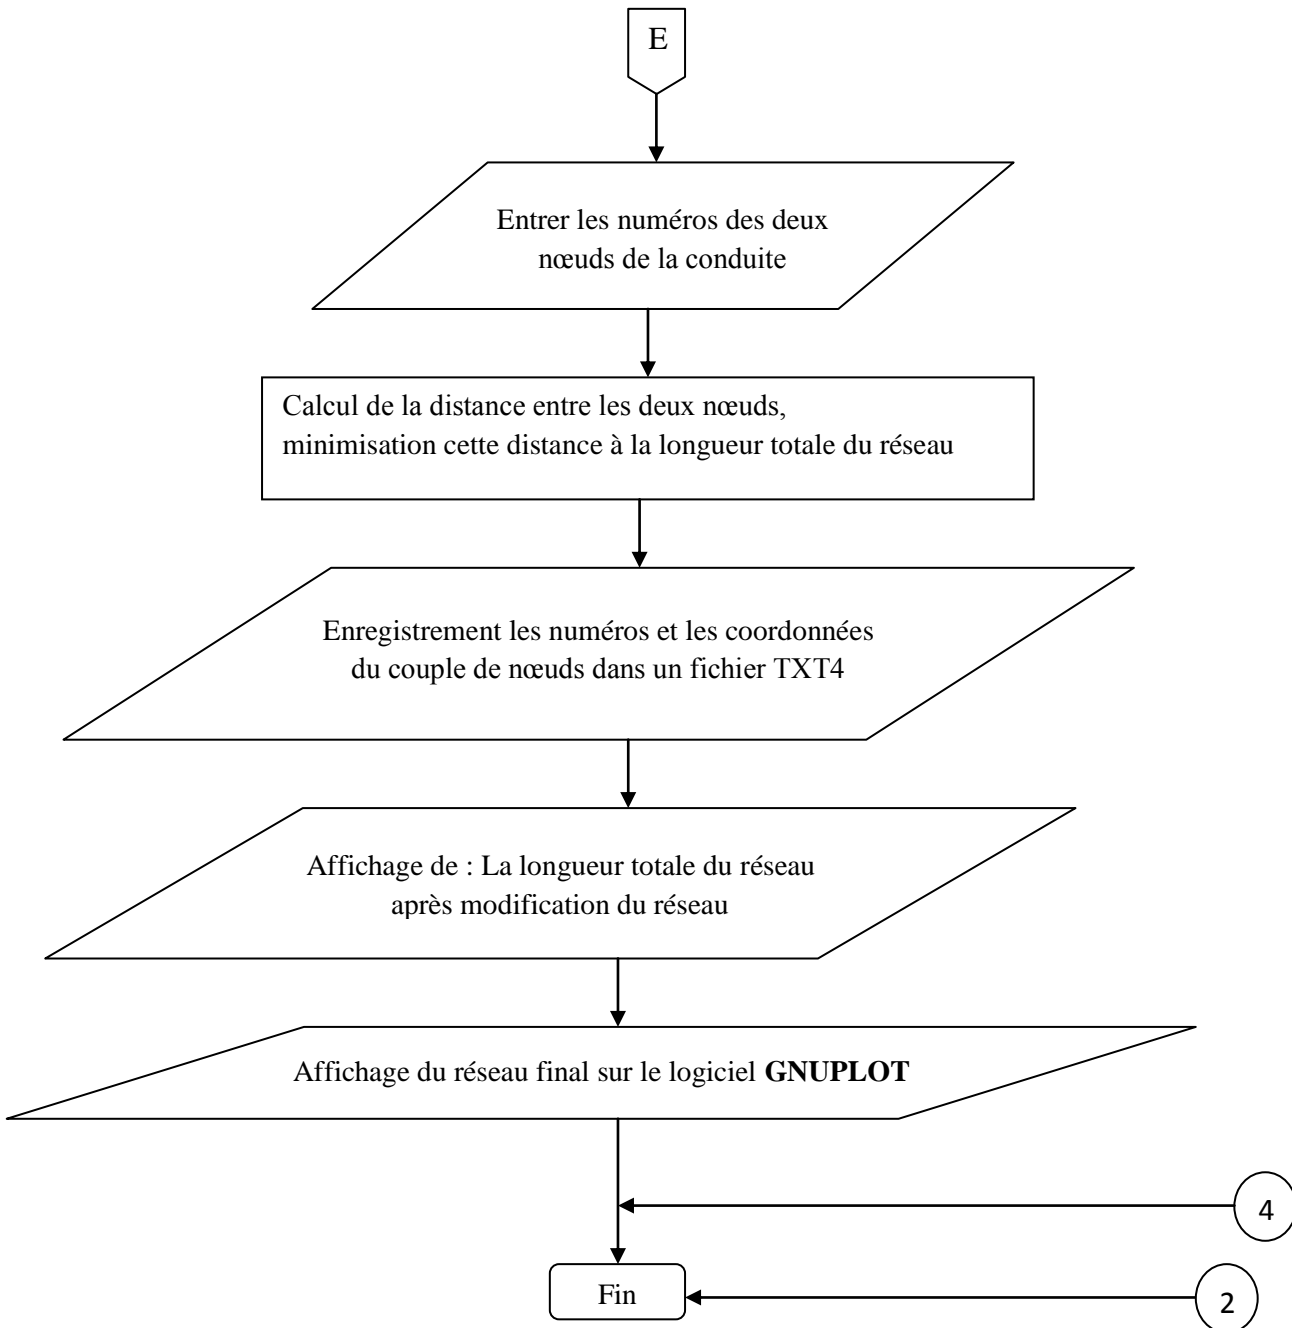 E
Entrer les numéros des deux
nœuds de la conduite
Calcul de la distance entre les deux nœuds,
minimisation cette distance à la longueur totale du réseau
Enregistrement les numéros et les coordonnées
du couple de nœuds dans un fichier TXT4
Affichage de : La longueur totale du réseau
après modification du réseau
Affichage du réseau final sur le logiciel GNUPLOT
4
Fin
2